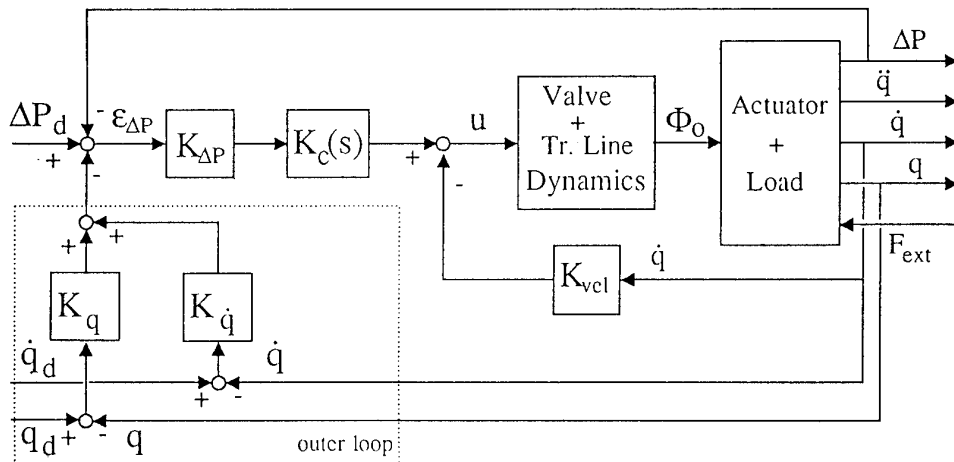 ΔP
q̈
q̇
q
F_ext
ΔP_d
-
+
-
ε_ΔP
K_ΔP
K_c(s)
+
-
u
Valve
+
Tr. Line
Dynamics
Φ_o
Actuator
+
Load
+
+
K_q
K_q̇
K_vcl
q̇
q̇_d
+
-
q̇
q_d
+
-
q
outer loop